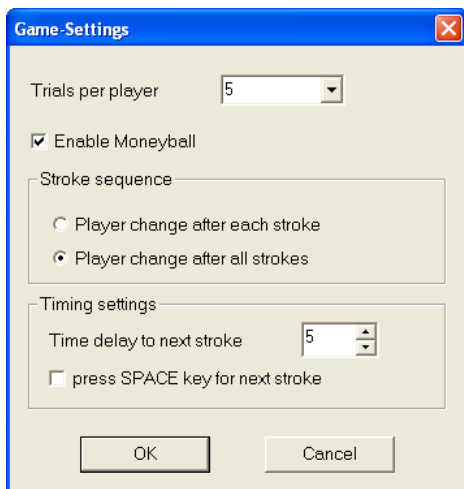 Game-Settings
Trials per player 5
Enable Moneyball
Stroke sequence
Player change after each stroke
Player change after all strokes
Timing settings
Time delay to next stroke 5
press SPACE key for next stroke
OK Cancel